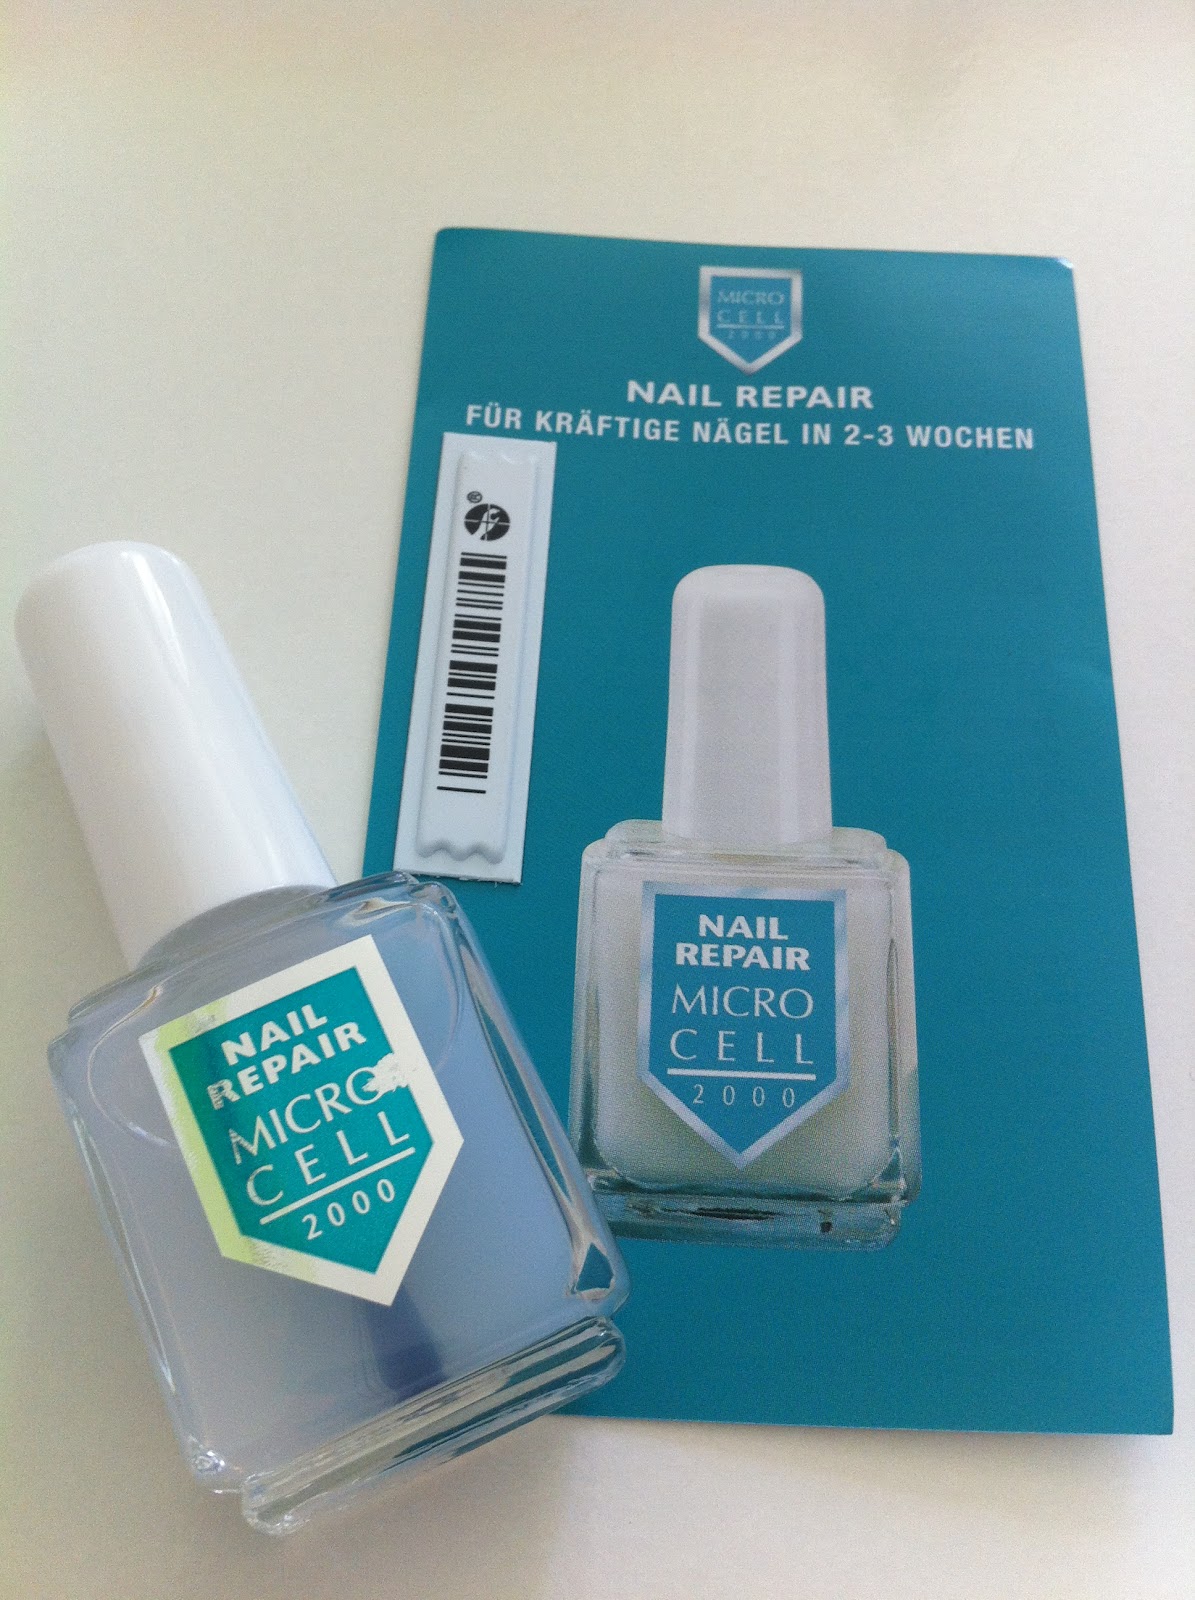 MICRO
CELL
2000
NAIL REPAIR
FÜR KRÄFTIGE NÄGEL IN 2-3 WOCHEN
®
NAIL
REPAIR
MICRO
CELL
2000
NAIL
REPAIR
MICRO
CELL
2000